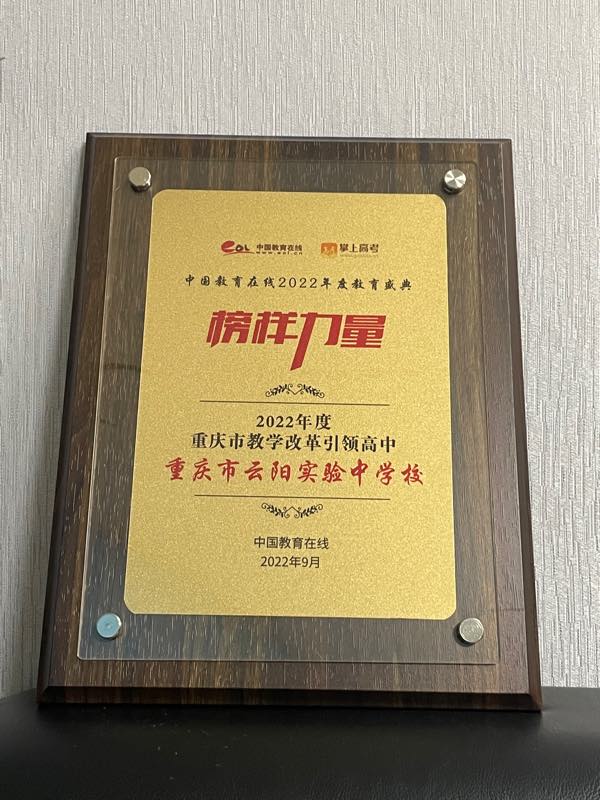 eol 中国教育在线 掌上高考
www.eol.cn
中国教育在线2022年度教育盛典
榜样力量
2022年度
重庆市教学改革引领高中
重庆市云阳实验中学校
中国教育在线
2022年9月